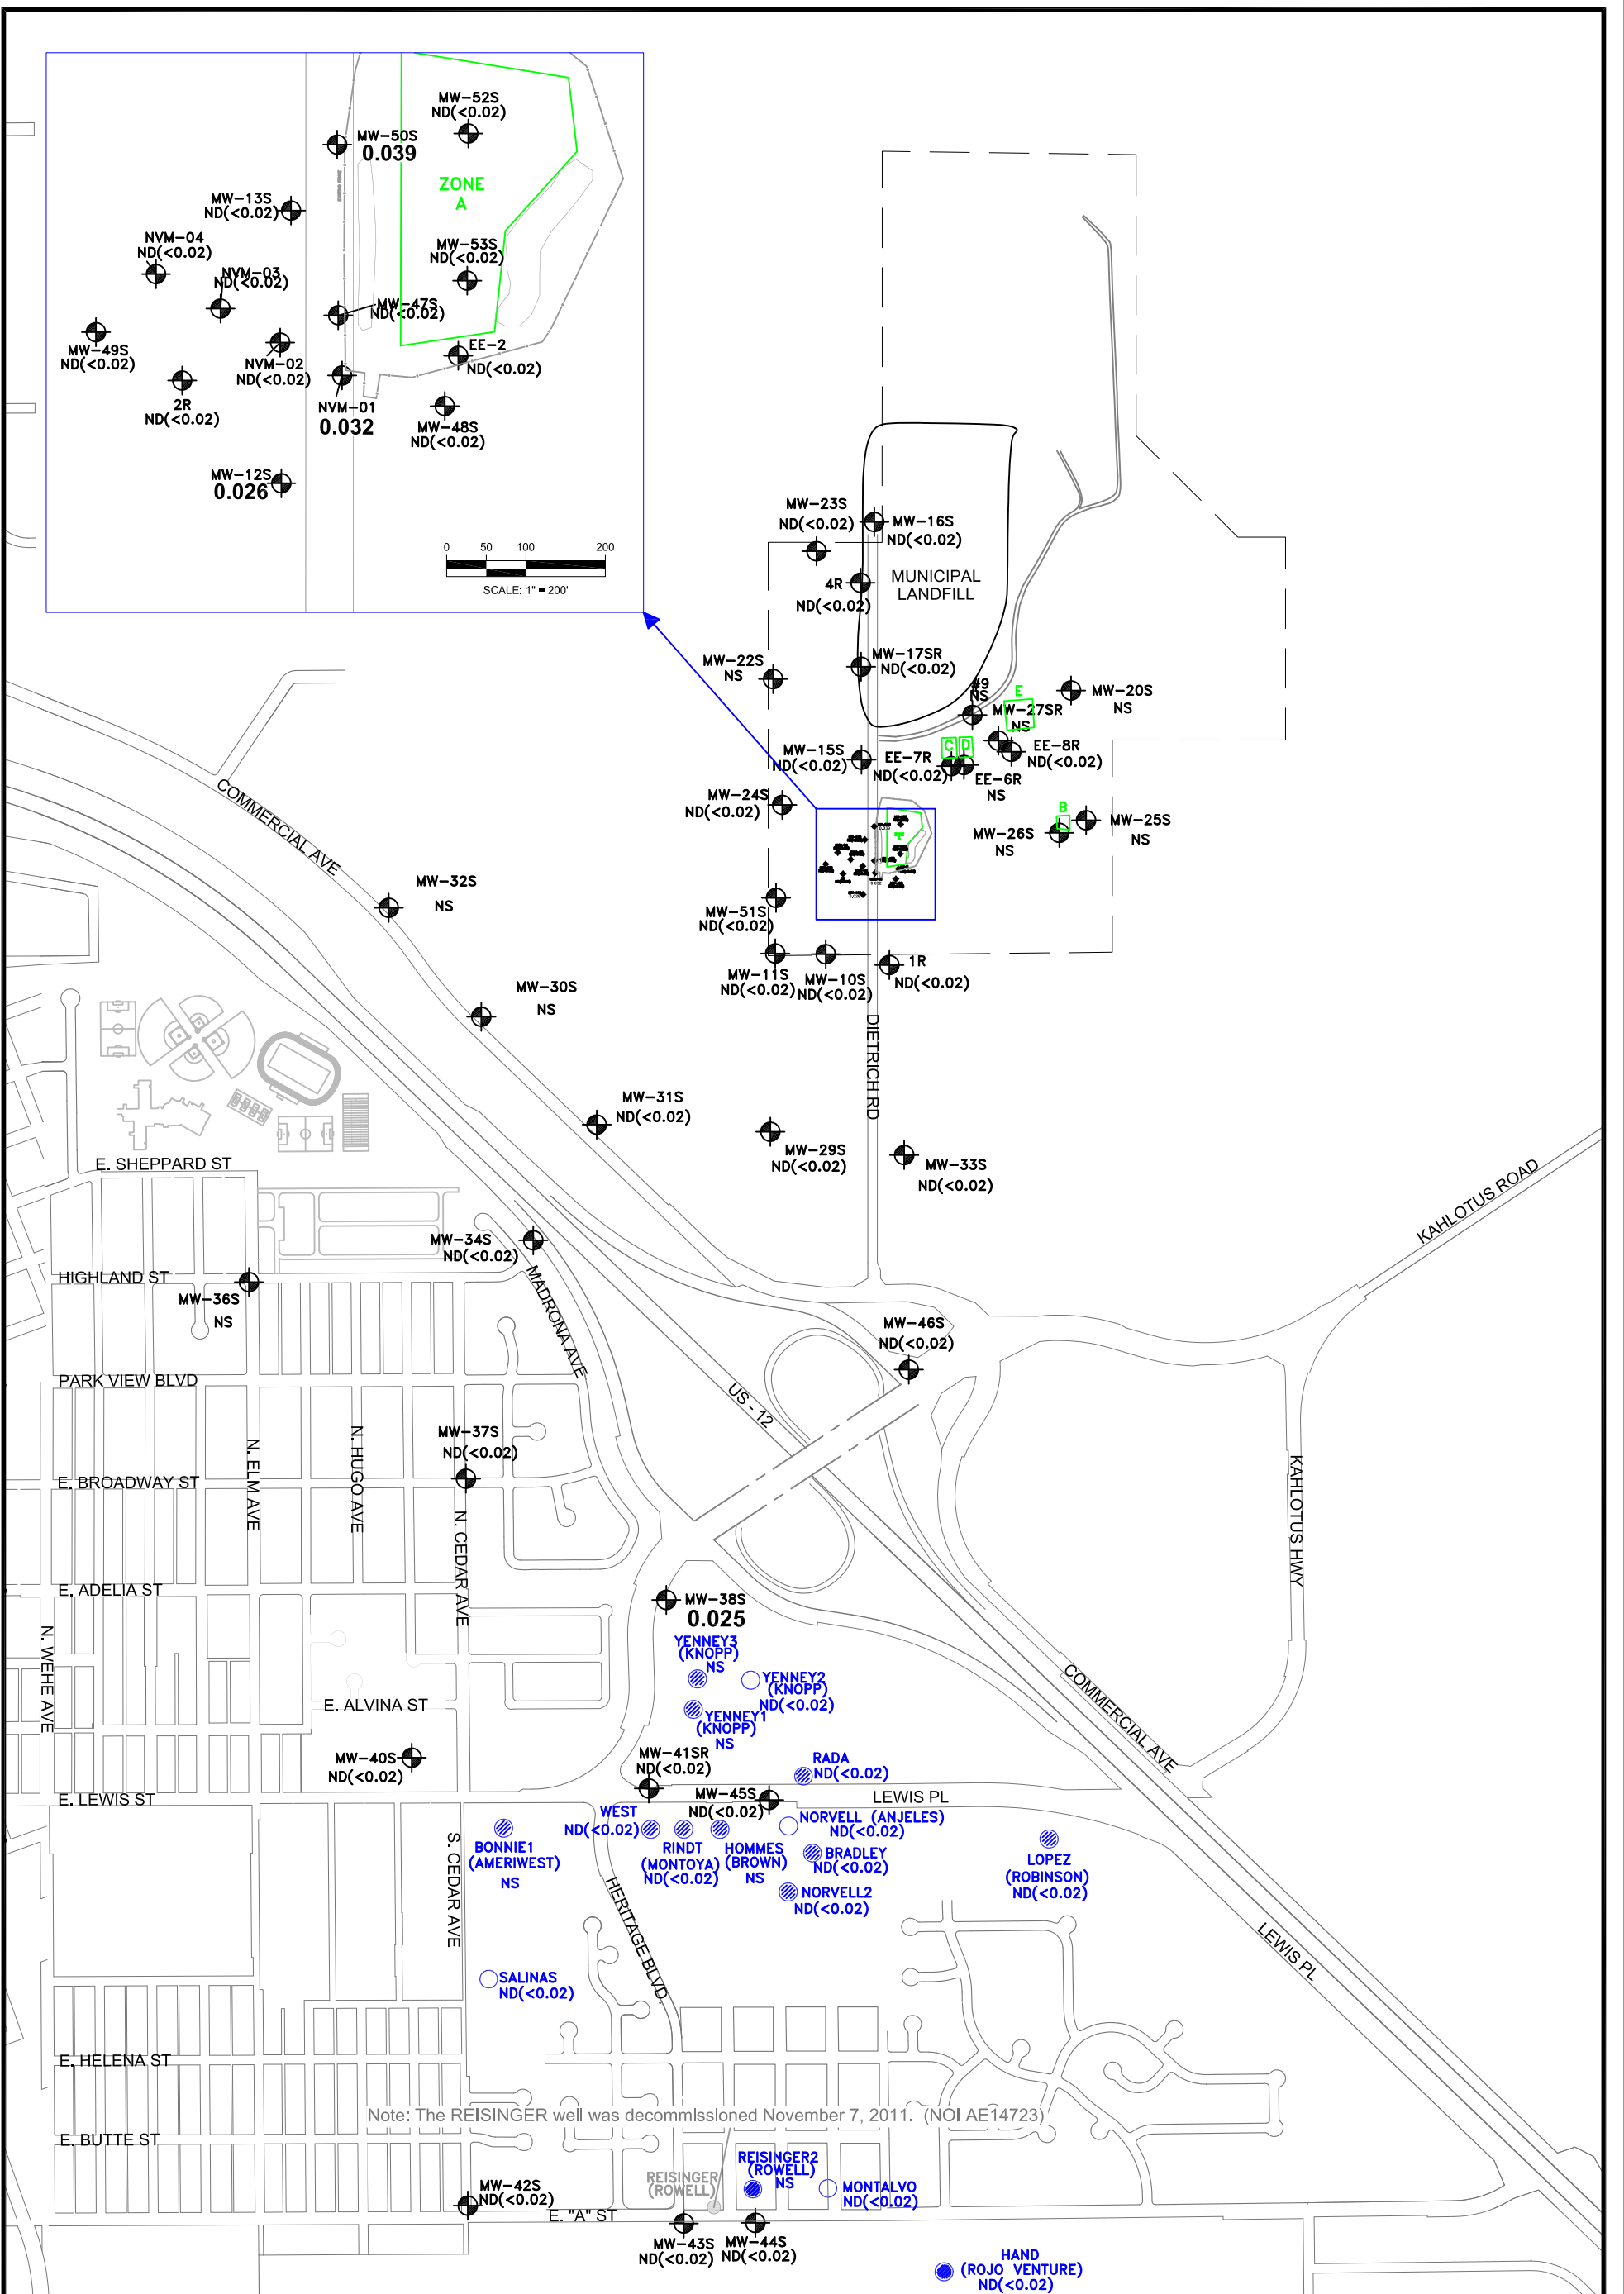 MW-52S
ND(<0.02)
MW-50S
0.039
ZONE
A
MW-13S
ND(<0.02)
NVM-04
ND(<0.02)
MW-53S
ND(<0.02)
NVM-03
ND(<0.02)
MW-47S
ND(<0.02)
MW-49S
ND(<0.02)
NVM-02
ND(<0.02)
EE-2
ND(<0.02)
2R
ND(<0.02)
NVM-01
0.032
MW-48S
ND(<0.02)
MW-12S
0.026
0 50 100 200
SCALE: 1" = 200'
MW-23S
ND(<0.02)
MW-16S
ND(<0.02)
4R
ND(<0.02)
MUNICIPAL
LANDFILL
MW-17SR
ND(<0.02)
MW-22S
NS
#9
NS
E
MW-27SR
NS
MW-20S
NS
MW-15S
ND(<0.02)
EE-7R
ND(<0.02)
C
D
EE-6R
NS
EE-8R
ND(<0.02)
MW-24S
ND(<0.02)
B
MW-26S
NS
MW-25S
NS
COMMERCIAL AVE
MW-32S
NS
MW-51S
ND(<0.02)
MW-11S
ND(<0.02)
MW-10S
ND(<0.02)
1R
ND(<0.02)
MW-30S
NS
DIETRICH RD
MW-31S
ND(<0.02)
MW-29S
ND(<0.02)
MW-33S
ND(<0.02)
E. SHEPPARD ST
KAHLOTUS ROAD
MW-34S
ND(<0.02)
HIGHLAND ST
MW-36S
NS
MADRONA AVE
MW-46S
ND(<0.02)
PARK VIEW BLVD
US - 12
MW-37S
ND(<0.02)
N. ELM AVE
N. HUGO AVE
E. BROADWAY ST
N. CEDAR AVE
KAHLOTUS HWY
E. ADELIA ST
MW-38S
0.025
N. WEHE AVE
YENNEY3
(KNOPP)
NS
YENNEY2
(KNOPP)
ND(<0.02)
YENNEY1
(KNOPP)
NS
COMMERCIAL AVE
E. ALVINA ST
MW-40S
ND(<0.02)
MW-41SR
ND(<0.02)
RADA
ND(<0.02)
MW-45S
ND(<0.02)
LEWIS PL
E. LEWIS ST
WEST
ND(<0.02)
NORVELL (ANJELES)
ND(<0.02)
BONNIE1
(AMERIWEST)
NS
RINDT
(MONTOYA)
ND(<0.02)
HOMMES
(BROWN)
NS
BRADLEY
ND(<0.02)
LOPEZ
(ROBINSON)
ND(<0.02)
NORVELL2
ND(<0.02)
S. CEDAR AVE
HERITAGE BLVD.
LEWIS PL
SALINAS
ND(<0.02)
E. HELENA ST
Note: The REISINGER well was decommissioned November 7, 2011. (NOI AE14723)
E. BUTTE ST
REISINGER
(ROWELL)
REISINGER2
(ROWELL)
NS
MONTALVO
ND(<0.02)
MW-42S
ND(<0.02)
E. "A" ST
MW-43S
ND(<0.02)
MW-44S
ND(<0.02)
HAND
(ROJO VENTURE)
ND(<0.02)